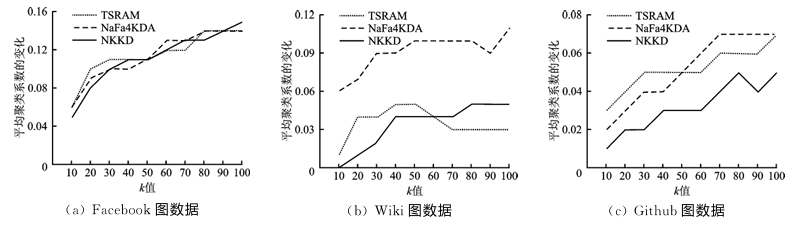 0.16
0.12
0.08
0.04
0
平均聚类系数的变化
TSRAM
NaFa4KDA
NKKD
10 20 30 40 50 60 70 80 90 100
k值
(a) Facebook 图数据
0.12
0.09
0.06
0.03
0
平均聚类系数的变化
TSRAM
NaFa4KDA
NKKD
10 20 30 40 50 60 70 80 90 100
k值
(b) Wiki 图数据
0.08
0.06
0.04
0.02
0
平均聚类系数的变化
TSRAM
NaFa4KDA
NKKD
10 20 30 40 50 60 70 80 90 100
k值
(c) Github 图数据